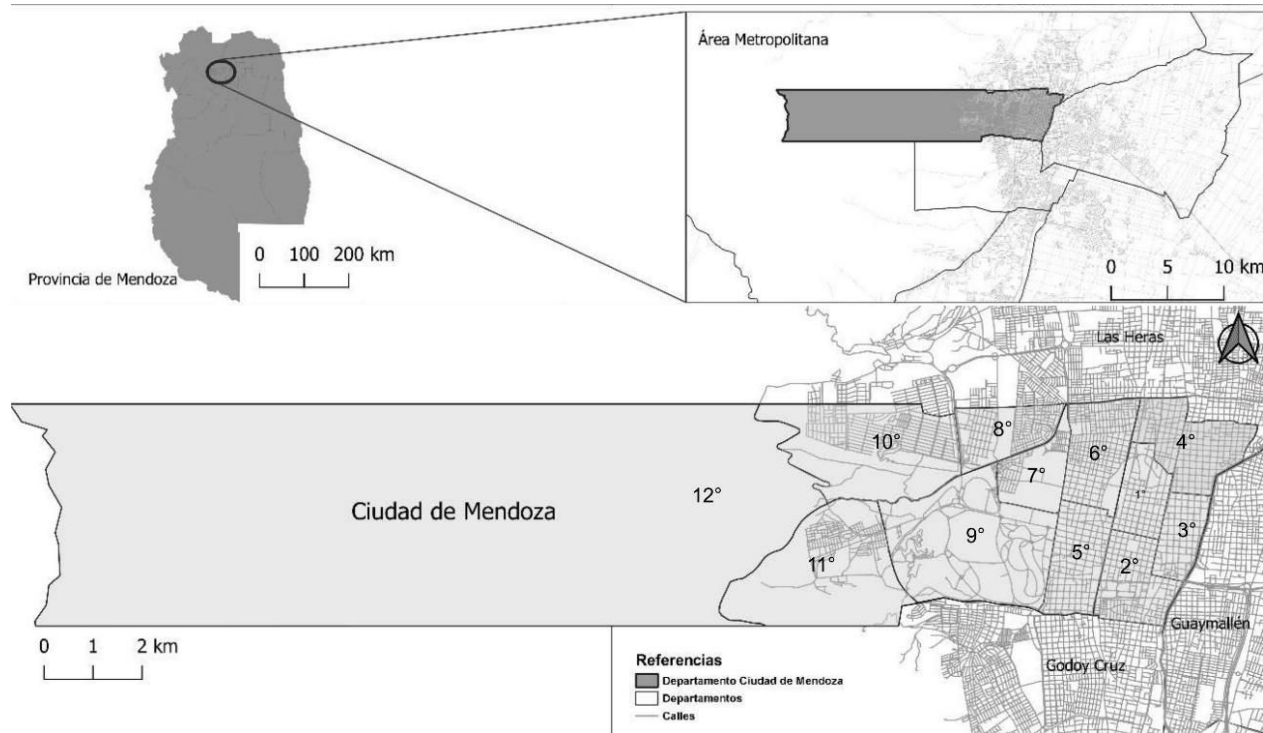 Área Metropolitana
0 100 200 km
Provincia de Mendoza
0 5 10 km
Las Heras
10°
8°
7°
6°
4°
1°
12°
Ciudad de Mendoza
9°
3°
5°
2°
11°
0 1 2 km
Guaymallén
Godoy Cruz
Referencias
Departamento Ciudad de Mendoza
Departamentos
Calles